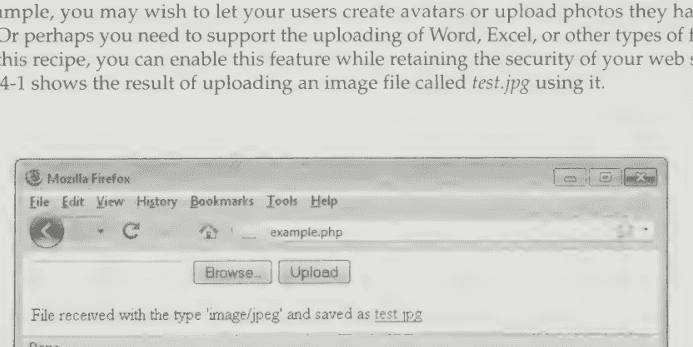 ample, you may wish to let your users create avatars or upload photos they ha
Or perhaps you need to support the uploading of Word, Excel, or other types of f
this recipe, you can enable this feature while retaining the security of your web s
4-1 shows the result of uploading an image file called test.jpg using it.
Mozilla Firefox
File Edit View History Bookmarks Tools Help
example.php
Browse... Upload
File received with the type 'image/jpeg' and saved as test.jpg
Done